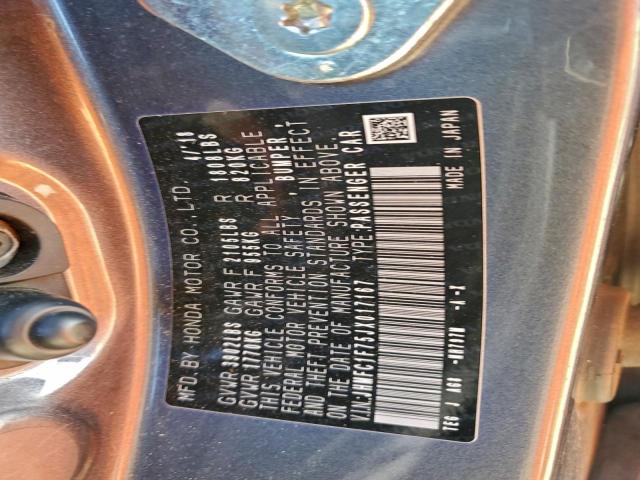 MFD BY HONDA MOTOR CO., LTD. 4/'18
GVWR 3902LBS GAWR F 2105LBS R 1808LBS
GVWR 1770KG GAWR F 955KG R 820KG
THIS VEHICLE CONFORMS TO ALL APPLICABLE
FEDERAL MOTOR VEHICLE SAFETY, BUMPER,
AND THEFT PREVENTION STANDARDS IN EFFECT
ON THE DATE OF MANUFACTURE SHOWN ABOVE.
TYPE:PASSENGER CAR
MADE IN JAPAN